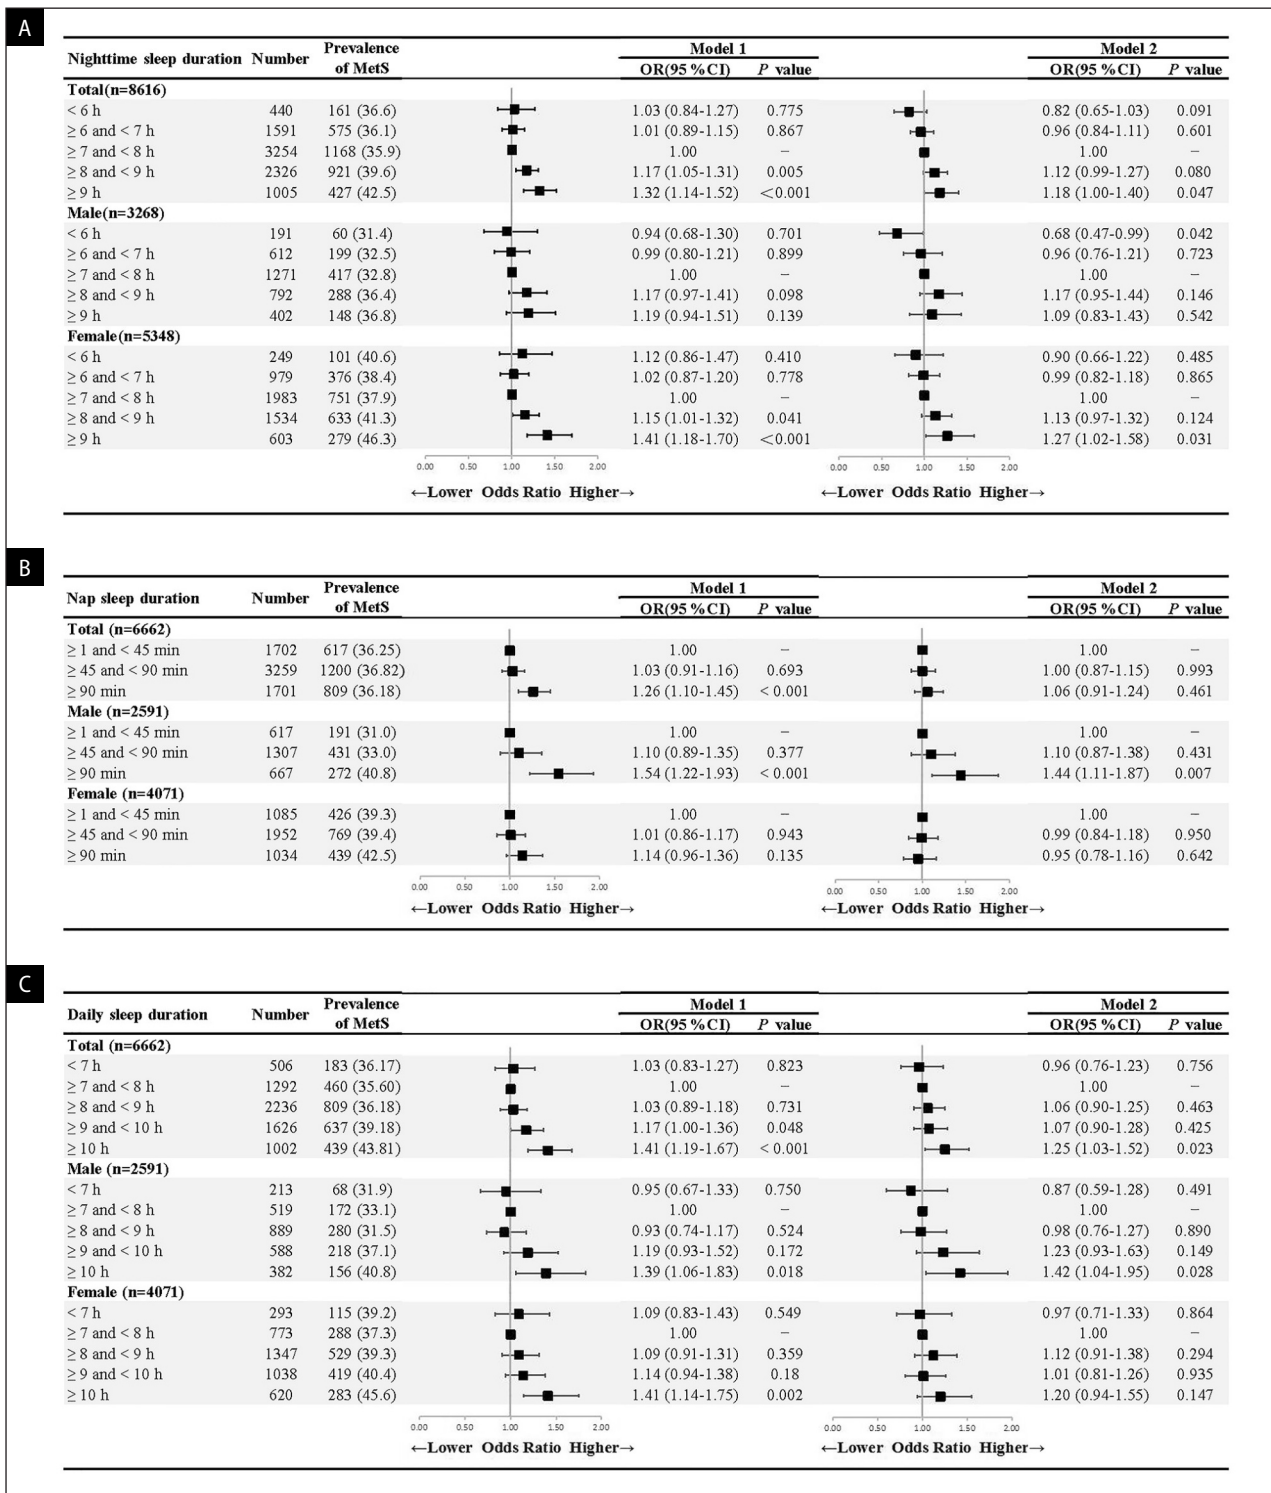 A
Nighttime sleep duration Number Prevalence of MetS Model 1 Model 2
OR(95 %CI) P value OR(95 %CI) P value
Total(n=8616)
< 6 h 440 161 (36.6) 1.03 (0.84-1.27) 0.775 0.82 (0.65-1.03) 0.091
≥ 6 and < 7 h 1591 575 (36.1) 1.01 (0.89-1.15) 0.867 0.96 (0.84-1.11) 0.601
≥ 7 and < 8 h 3254 1168 (35.9) 1.00 – 1.00 –
≥ 8 and < 9 h 2326 921 (39.6) 1.17 (1.05-1.31) 0.005 1.12 (0.99-1.27) 0.080
≥ 9 h 1005 427 (42.5) 1.32 (1.14-1.52) <0.001 1.18 (1.00-1.40) 0.047
Male(n=3268)
< 6 h 191 60 (31.4) 0.94 (0.68-1.30) 0.701 0.68 (0.47-0.99) 0.042
≥ 6 and < 7 h 612 199 (32.5) 0.99 (0.80-1.21) 0.899 0.96 (0.76-1.21) 0.723
≥ 7 and < 8 h 1271 417 (32.8) 1.00 – 1.00 –
≥ 8 and < 9 h 792 288 (36.4) 1.17 (0.97-1.41) 0.098 1.17 (0.95-1.44) 0.146
≥ 9 h 402 148 (36.8) 1.19 (0.94-1.51) 0.139 1.09 (0.83-1.43) 0.542
Female(n=5348)
< 6 h 249 101 (40.6) 1.12 (0.86-1.47) 0.410 0.90 (0.66-1.22) 0.485
≥ 6 and < 7 h 979 376 (38.4) 1.02 (0.87-1.20) 0.778 0.99 (0.82-1.18) 0.865
≥ 7 and < 8 h 1983 751 (37.9) 1.00 – 1.00 –
≥ 8 and < 9 h 1534 633 (41.3) 1.15 (1.01-1.32) 0.041 1.13 (0.97-1.32) 0.124
≥ 9 h 603 279 (46.3) 1.41 (1.18-1.70) <0.001 1.27 (1.02-1.58) 0.031
0.00 0.50 1.00 1.00 2.00 0.00 0.50 1.00 1.00 2.00
←Lower Odds Ratio Higher→ ←Lower Odds Ratio Higher→
B
Nap sleep duration Number Prevalence of MetS Model 1 Model 2
OR(95 %CI) P value OR(95 %CI) P value
Total (n=6662)
≥ 1 and < 45 min 1702 617 (36.25) 1.00 – 1.00 –
≥ 45 and < 90 min 3259 1200 (36.82) 1.03 (0.91-1.16) 0.693 1.00 (0.87-1.15) 0.993
≥ 90 min 1701 809 (36.18) 1.26 (1.10-1.45) < 0.001 1.06 (0.91-1.24) 0.461
Male (n=2591)
≥ 1 and < 45 min 617 191 (31.0) 1.00 – 1.00 –
≥ 45 and < 90 min 1307 431 (33.0) 1.10 (0.89-1.35) 0.377 1.10 (0.87-1.38) 0.431
≥ 90 min 667 272 (40.8) 1.54 (1.22-1.93) < 0.001 1.44 (1.11-1.87) 0.007
Female (n=4071)
≥ 1 and < 45 min 1085 426 (39.3) 1.00 – 1.00 –
≥ 45 and < 90 min 1952 769 (39.4) 1.01 (0.86-1.17) 0.943 0.99 (0.84-1.18) 0.950
≥ 90 min 1034 439 (42.5) 1.14 (0.96-1.36) 0.135 0.95 (0.78-1.16) 0.642
0.00 0.50 1.00 1.00 2.00 0.00 0.50 1.00 1.00 2.00
←Lower Odds Ratio Higher→ ←Lower Odds Ratio Higher→
C
Daily sleep duration Number Prevalence of MetS Model 1 Model 2
OR(95 %CI) P value OR(95 %CI) P value
Total (n=6662)
< 7 h 506 183 (36.17) 1.03 (0.83-1.27) 0.823 0.96 (0.76-1.23) 0.756
≥ 7 and < 8 h 1292 460 (35.60) 1.00 – 1.00 –
≥ 8 and < 9 h 2236 809 (36.18) 1.03 (0.89-1.18) 0.731 1.06 (0.90-1.25) 0.463
≥ 9 and < 10 h 1626 637 (39.18) 1.17 (1.00-1.36) 0.048 1.07 (0.90-1.28) 0.425
≥ 10 h 1002 439 (43.81) 1.41 (1.19-1.67) < 0.001 1.25 (1.03-1.52) 0.023
Male (n=2591)
< 7 h 213 68 (31.9) 0.95 (0.67-1.33) 0.750 0.87 (0.59-1.28) 0.491
≥ 7 and < 8 h 519 172 (33.1) 1.00 – 1.00 –
≥ 8 and < 9 h 889 280 (31.5) 0.93 (0.74-1.17) 0.524 0.98 (0.76-1.27) 0.890
≥ 9 and < 10 h 588 218 (37.1) 1.19 (0.93-1.52) 0.172 1.23 (0.93-1.63) 0.149
≥ 10 h 382 156 (40.8) 1.39 (1.06-1.83) 0.018 1.42 (1.04-1.95) 0.028
Female (n=4071)
< 7 h 293 115 (39.2) 1.09 (0.83-1.43) 0.549 0.97 (0.71-1.33) 0.864
≥ 7 and < 8 h 773 288 (37.3) 1.00 – 1.00 –
≥ 8 and < 9 h 1347 529 (39.3) 1.09 (0.91-1.31) 0.359 1.12 (0.91-1.38) 0.294
≥ 9 and < 10 h 1038 419 (40.4) 1.14 (0.94-1.38) 0.18 1.01 (0.81-1.26) 0.935
≥ 10 h 620 283 (45.6) 1.41 (1.14-1.75) 0.002 1.20 (0.94-1.55) 0.147
0.00 0.50 1.00 1.00 2.00 0.00 0.50 1.00 1.00 2.00
←Lower Odds Ratio Higher→ ←Lower Odds Ratio Higher→